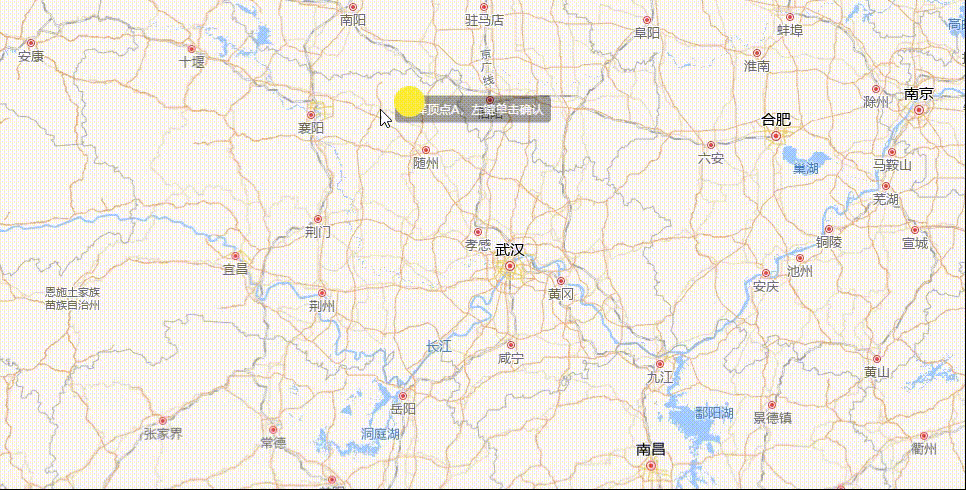 南阳
驻马店
阜阳
蚌埠
安康
十堰
京广线
淮南
滁州
南京
顶点A、左键单击确认
襄阳
合肥
随州
六安
巢湖
马鞍山
芜湖
荆门
孝感
武汉
铜陵
宣城
宜昌
池州
安庆
恩施土家族
苗族自治州
荆州
黄冈
长江
咸宁
九江
黄山
岳阳
鄱阳湖
景德镇
张家界
常德
洞庭湖
南昌
衢州